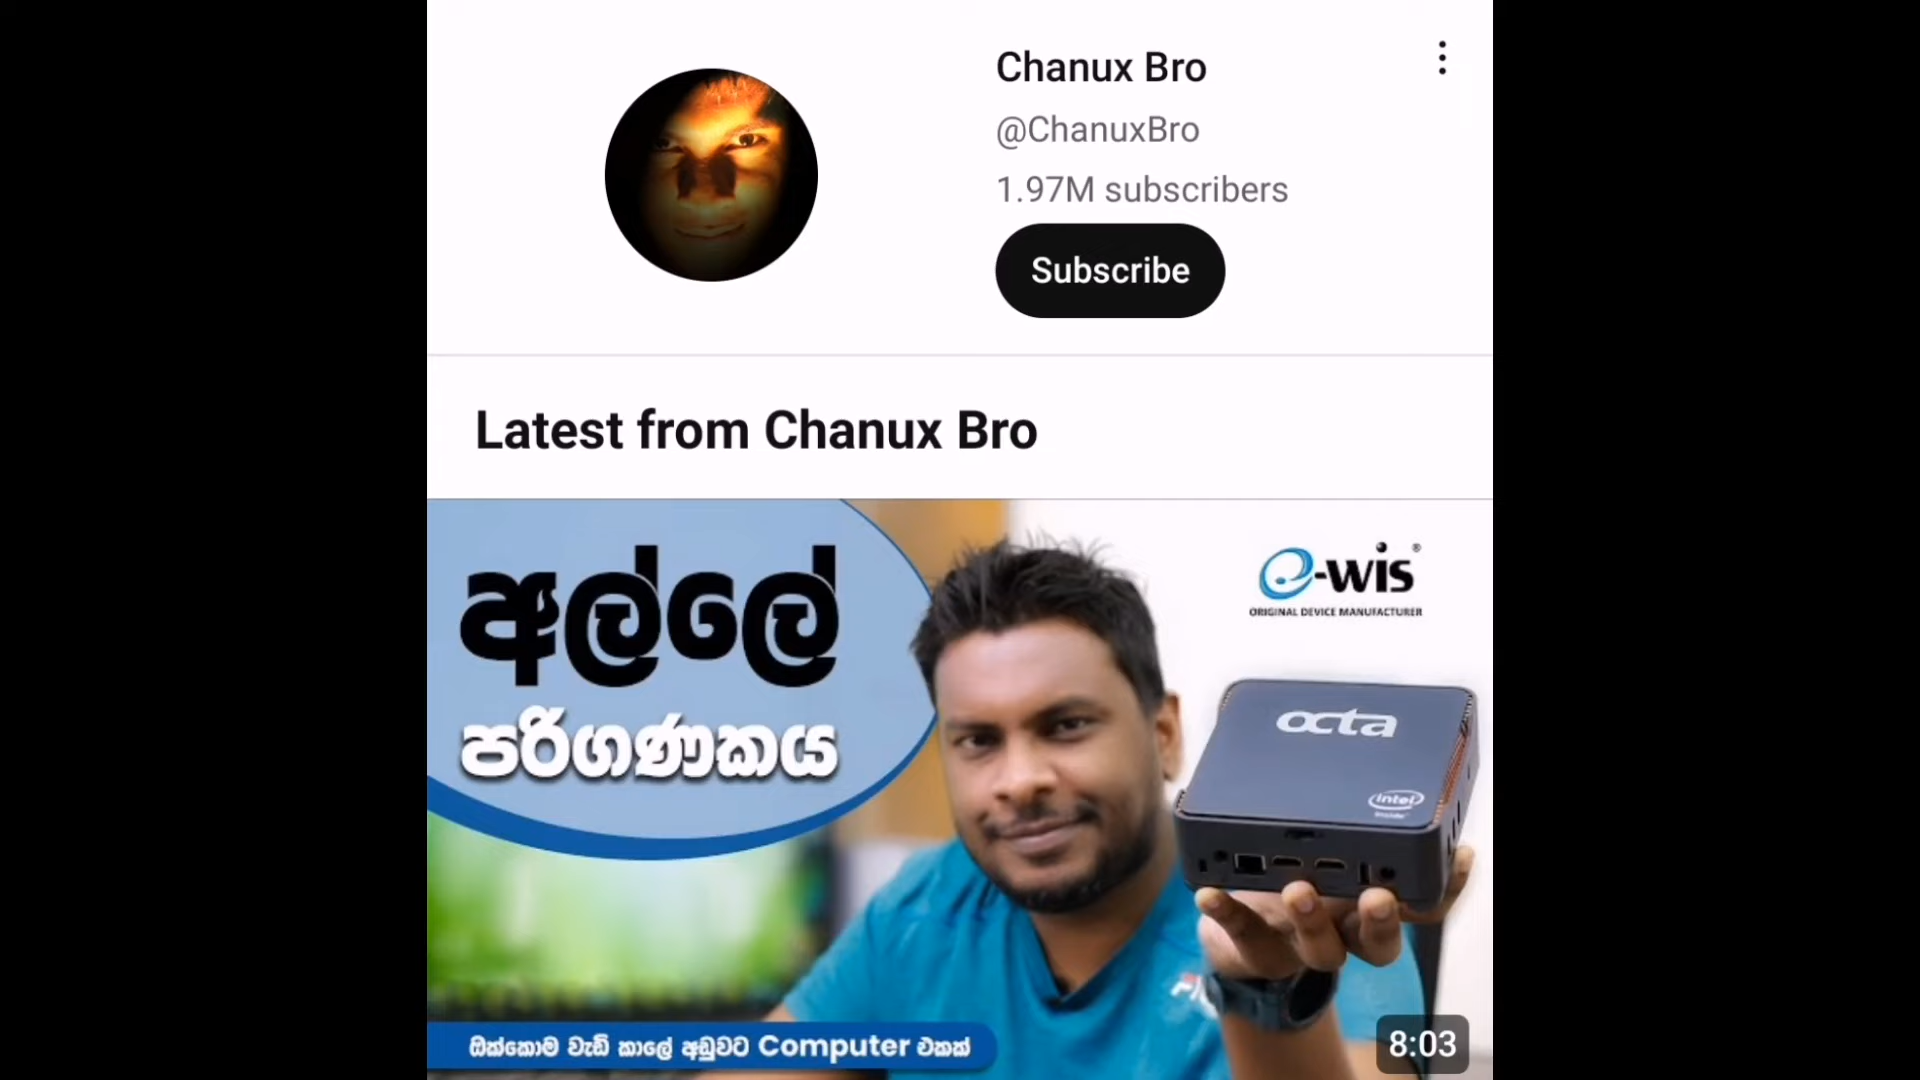 Chanux Bro
@ChanuxBro
1.97M subscribers
Subscribe
Latest from Chanux Bro
අල්ලේ
පරිගණකය
e-wis®
ORIGINAL DEVICE MANUFACTURER
octa
intel
inside
ඔක්කොම වැඩි කාලේ අඩුවට Computer එකක්
8:03